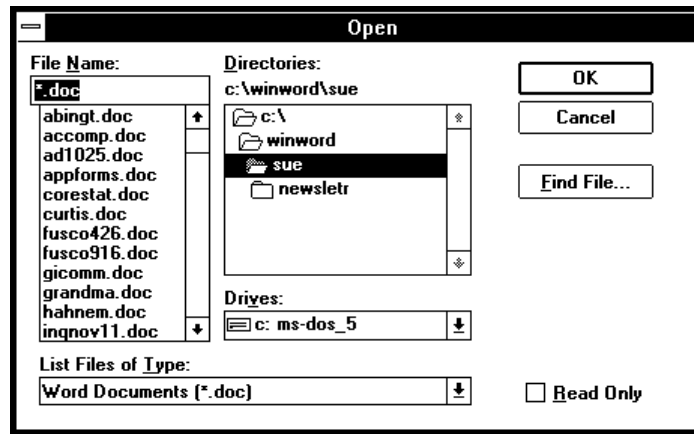 Open
File Name:
*.doc
abingt.doc
accomp.doc
ad1025.doc
appforms.doc
corestat.doc
curtis.doc
fusco426.doc
fusco916.doc
gicomm.doc
grandma.doc
hahnem.doc
inqnov11.doc
Directories:
c:\winword\sue
c:\
winword
sue
newsletr
Drives:
c: ms-dos_5
OK
Cancel
Find File...
List Files of Type:
Word Documents (*.doc)
Read Only